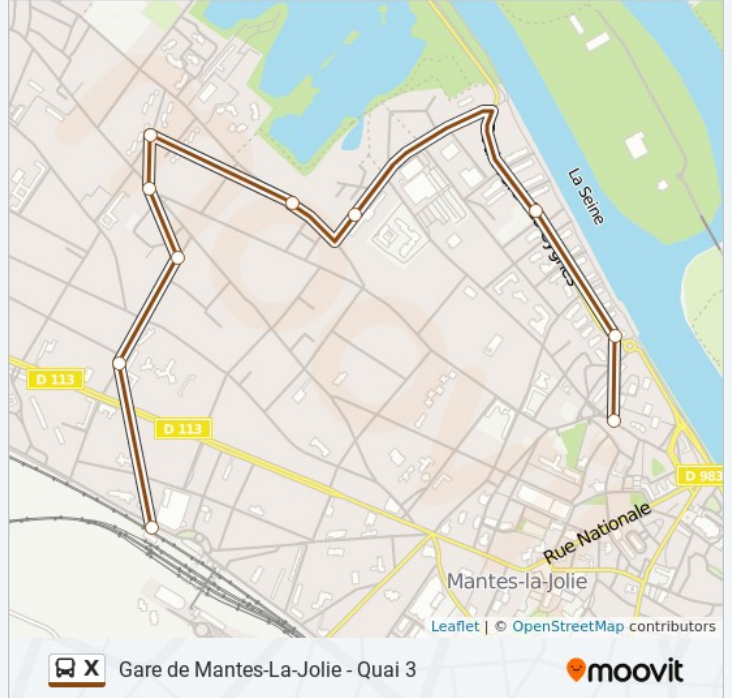 La Seine
ygnes
D 113
D 113
D 983
Rue Nationale
Mantes-la-Jolie
Leaflet | © OpenStreetMap contributors
X Gare de Mantes-La-Jolie - Quai 3
moovit